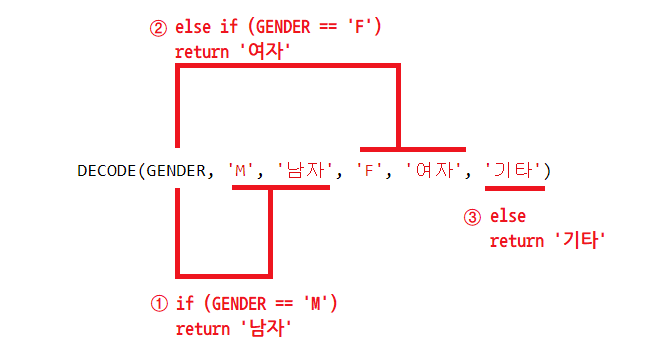 ② else if (GENDER == 'F')
return '여자'
DECODE(GENDER, 'M', '남자', 'F', '여자', '기타')
③ else
return '기타'
① if (GENDER == 'M')
return '남자'